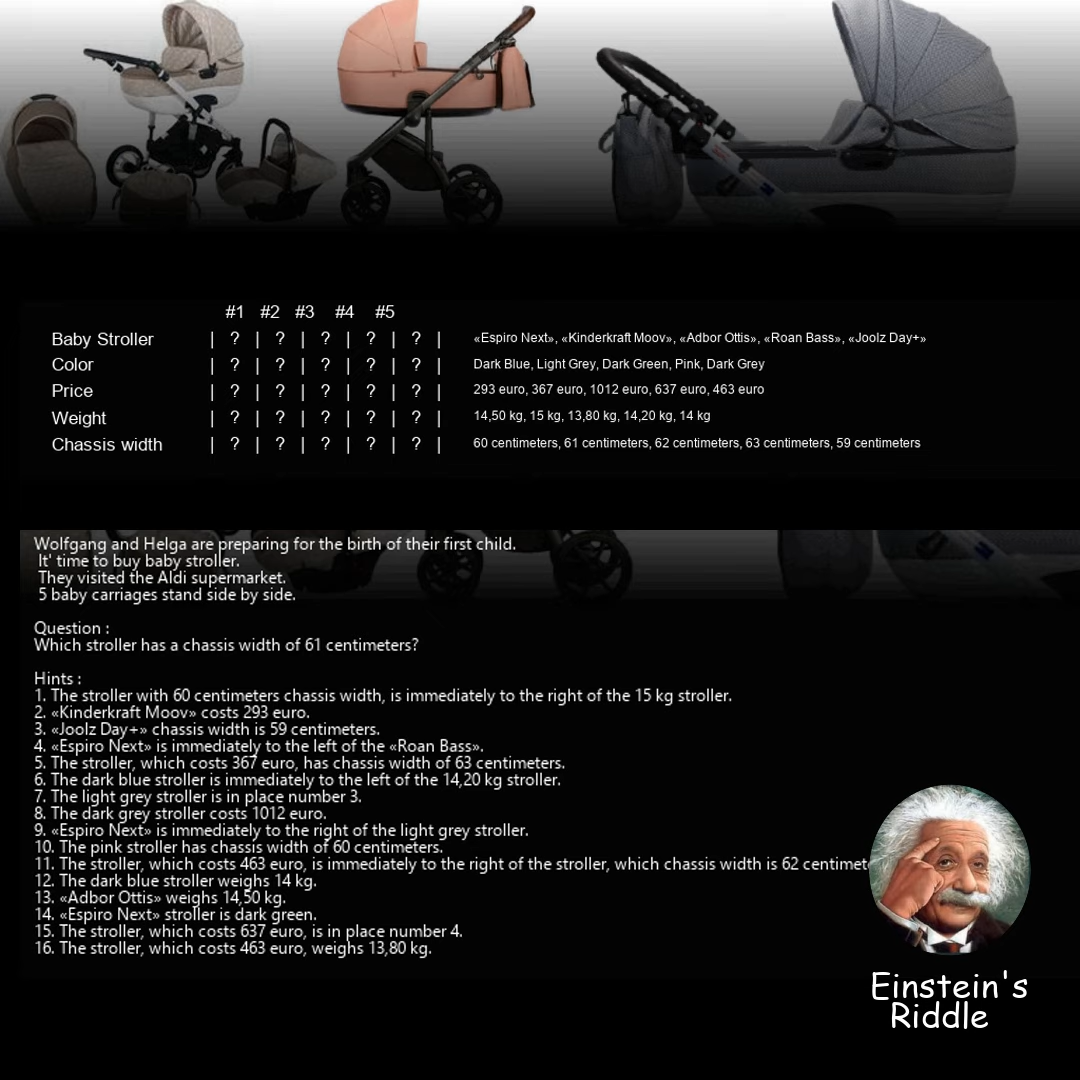 #1 #2 #3 #4 #5
Baby Stroller | ? | ? | ? | ? | ? | «Espiro Next», «Kinderkraft Moov», «Adbor Ottis», «Roan Bass», «Joolz Day+»
Color | ? | ? | ? | ? | ? | Dark Blue, Light Grey, Dark Green, Pink, Dark Grey
Price | ? | ? | ? | ? | ? | 293 euro, 367 euro, 1012 euro, 637 euro, 463 euro
Weight | ? | ? | ? | ? | ? | 14,50 kg, 15 kg, 13,80 kg, 14,20 kg, 14 kg
Chassis width | ? | ? | ? | ? | ? | 60 centimeters, 61 centimeters, 62 centimeters, 63 centimeters, 59 centimeters
Wolfgang and Helga are preparing for the birth of their first child.
It' time to buy baby stroller.
They visited the Aldi supermarket.
5 baby carriages stand side by side.
Question :
Which stroller has a chassis width of 61 centimeters?
Hints :
1. The stroller with 60 centimeters chassis width, is immediately to the right of the 15 kg stroller.
2. «Kinderkraft Moov» costs 293 euro.
3. «Joolz Day+» chassis width is 59 centimeters.
4. «Espiro Next» is immediately to the left of the «Roan Bass».
5. The stroller, which costs 367 euro, has chassis width of 63 centimeters.
6. The dark blue stroller is immediately to the left of the 14,20 kg stroller.
7. The light grey stroller is in place number 3.
8. The dark grey stroller costs 1012 euro.
9. «Espiro Next» is immediately to the right of the light grey stroller.
10. The pink stroller has chassis width of 60 centimeters.
11. The stroller, which costs 463 euro, is immediately to the right of the stroller, which chassis width is 62 centimet
12. The dark blue stroller weighs 14 kg.
13. «Adbor Ottis» weighs 14,50 kg.
14. «Espiro Next» stroller is dark green.
15. The stroller, which costs 637 euro, is in place number 4.
16. The stroller, which costs 463 euro, weighs 13,80 kg.
Einstein's
Riddle